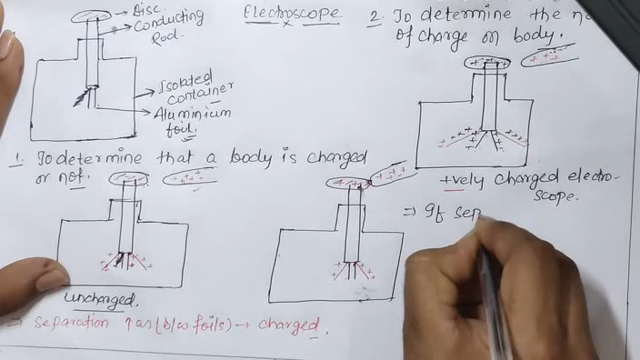 Electroscope
Disc.
Conducting
Rod.
Isolated
container
Aluminium
foil
1. To determine that a body is charged
or not.
uncharged.
⇒ Separation ↑ as (b/w foils) → charged.
2. To determine the
of charge on body.
+vely charged electro-
scope.
⇒ If sep